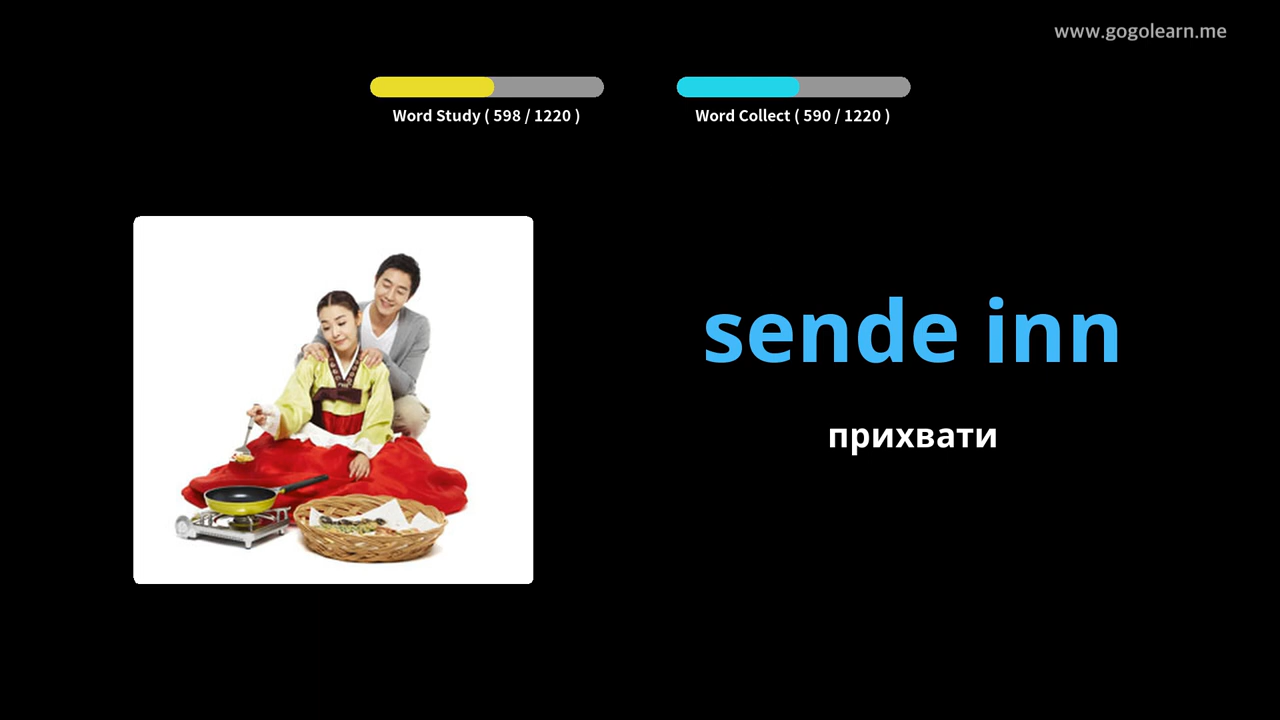 www.gogolearn.me
Word Study ( 598 / 1220 )
Word Collect ( 590 / 1220 )
sende inn
прихвати